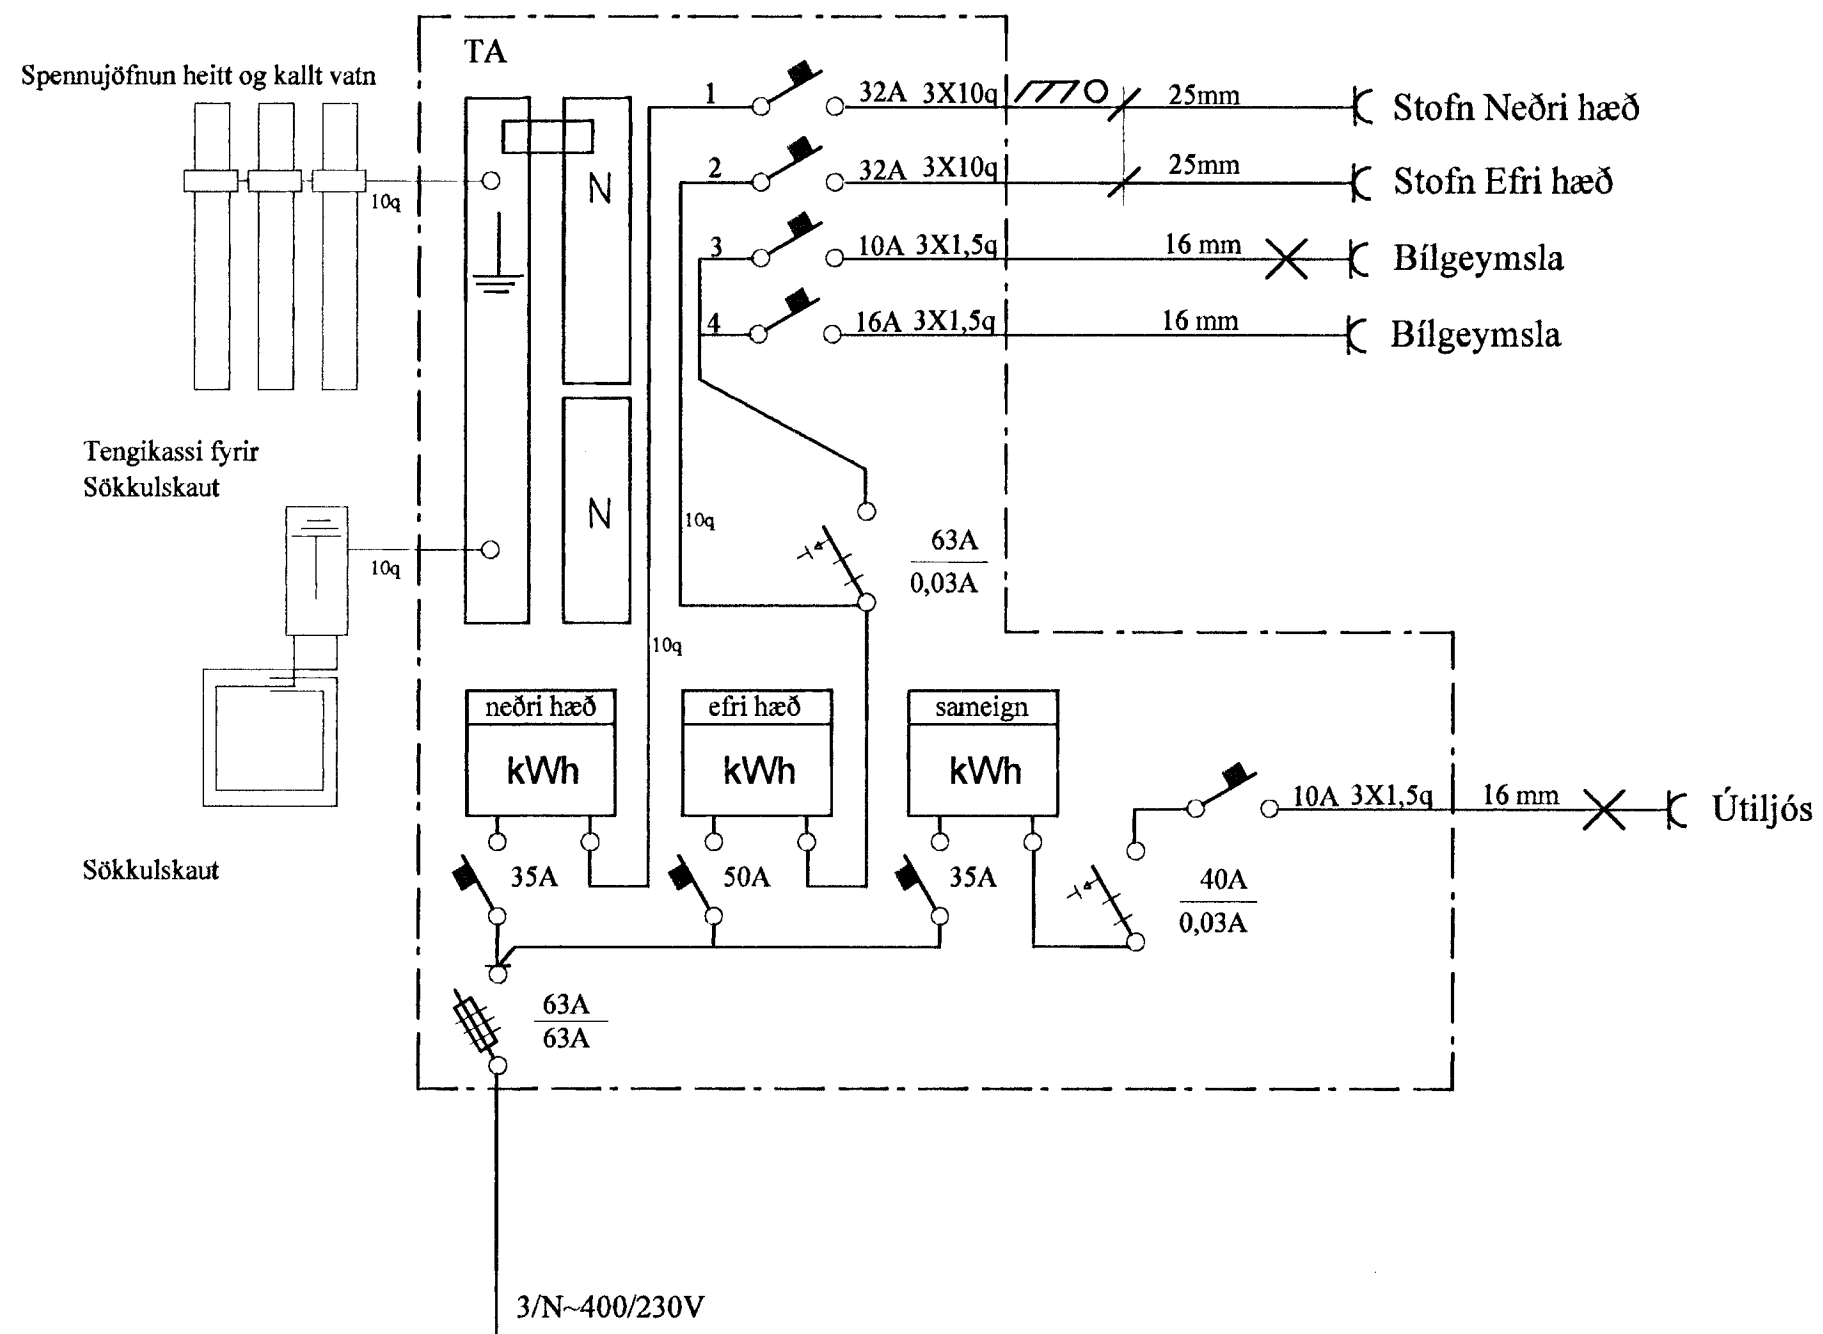 TA
Spennujöfnun heitt og kallt vatn
1 32A 3X10q 25mm Stofn Neðri hæð
2 32A 3X10q 25mm Stofn Efri hæð
10q
N
3 10A 3X1,5q 16 mm Bílgeymsla
4 16A 3X1,5q 16 mm Bílgeymsla
Tengikassi fyrir
Sökkulskaut
N
10q
63A
0,03A
10q
10q
neðri hæð
kWh
efri hæð
kWh
sameign
kWh
10A 3X1,5q 16 mm Útiljós
Sökkulskaut
35A
50A
35A
40A
0,03A
63A
63A
3/N~400/230V